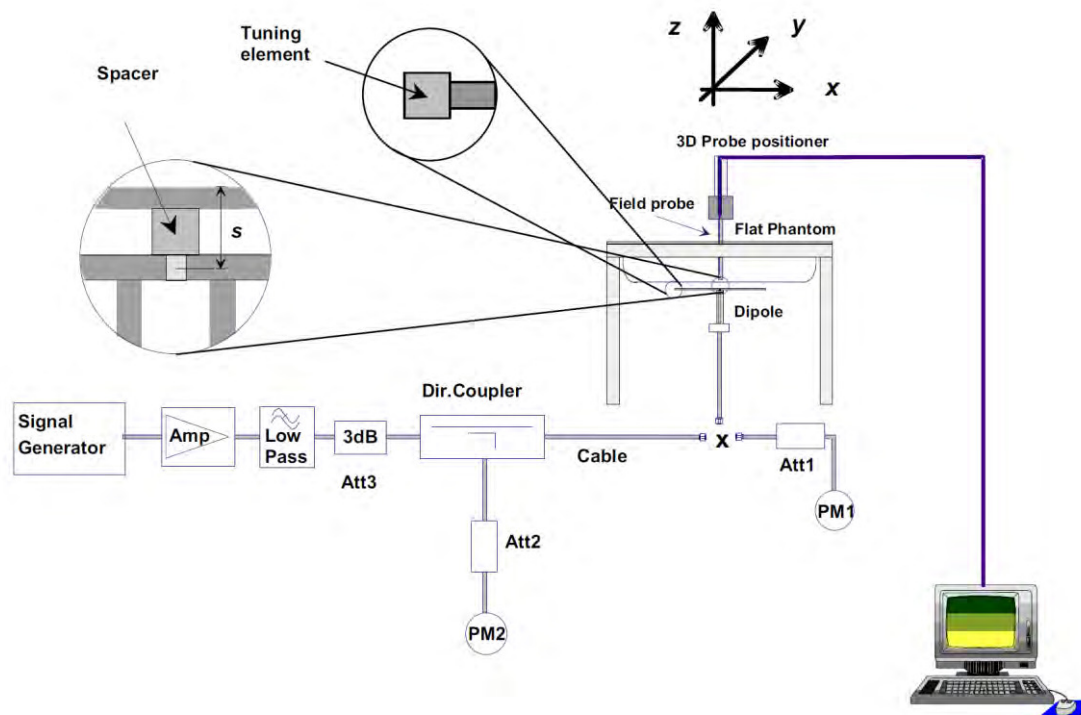 Tuning
element
Spacer
s
z
y
x
3D Probe positioner
Field probe
Flat Phantom
Dipole
Dir.Coupler
Signal
Generator
Amp
Low
Pass
3dB
Att3
Cable
x
Att1
PM1
Att2
PM2